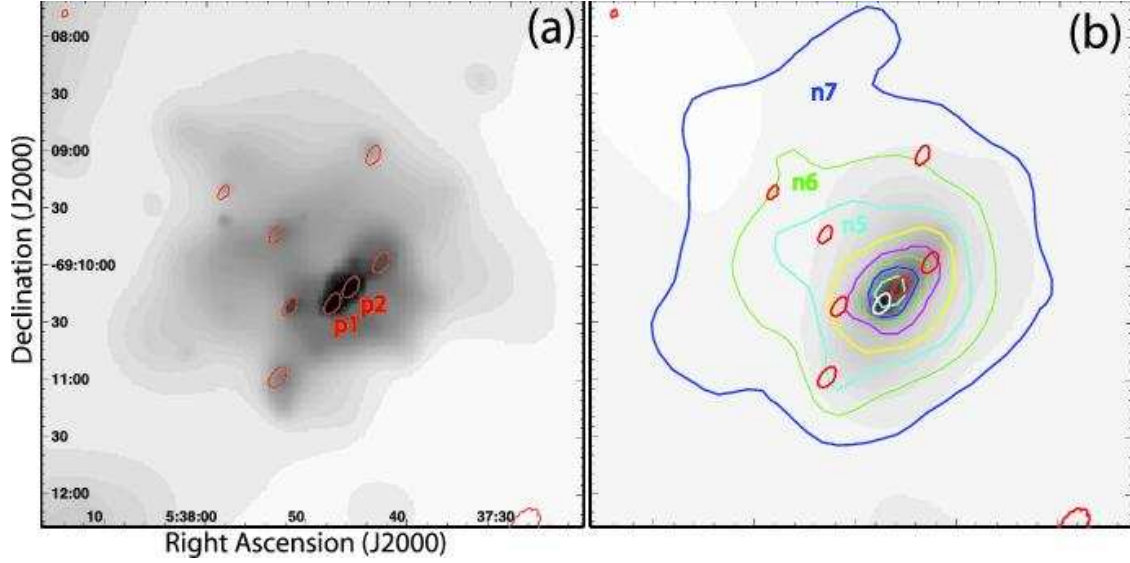 (a)
(b)
08:00
30
09:00
30
-69:10:00
30
11:00
30
12:00
Declination (J2000)
p1
p2
10
5:38:00
50
40
37:30
Right Ascension (J2000)
n7
n6
n5